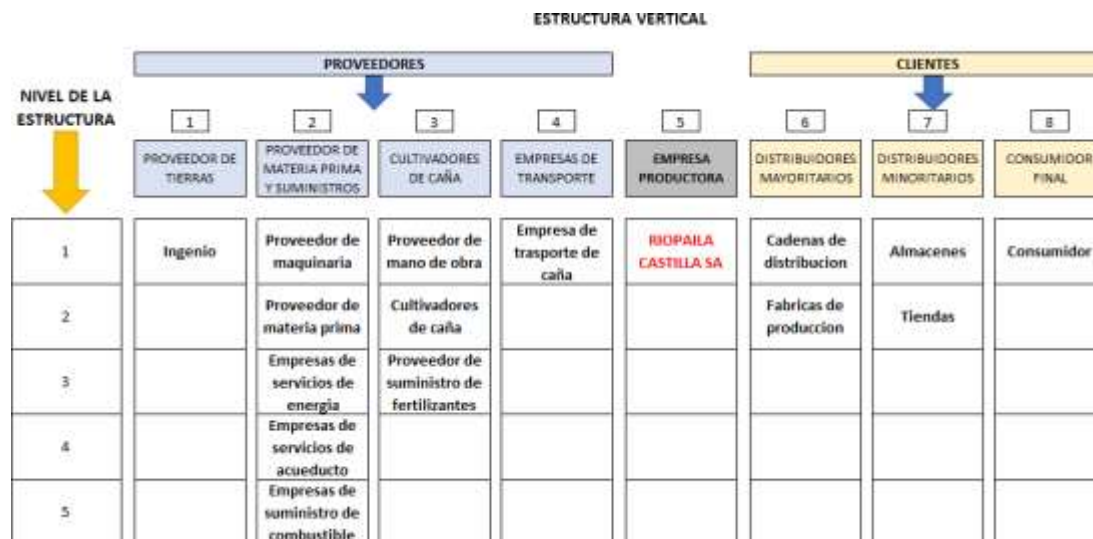 ESTRUCTURA VERTICAL
PROVEEDORES
CLIENTES
NIVEL DE LA
ESTRUCTURA
1
2
3
4
5
6
7
8
PROVEEDOR DE
TIERRAS
PROVEEDOR DE
MATERIA PRIMA
Y SUMINISTROS
CULTIVADORES
DE CAÑA
EMPRESAS DE
TRANSPORTE
EMPRESA
PRODUCTORA
DISTRIBUIDORES
MAYORITARIOS
DISTRIBUIDORES
MINORITARIOS
CONSUMIDOR
FINAL
1
Ingenio
Proveedor de
maquinaria
Proveedor de
mano de obra
Empresa de
trasporte de
caña
RIOPAILA
CASTILLA SA
Cadenas de
distribucion
Almacenes
Consumidor
2
Proveedor de
materia prima
Cultivadores
de caña
Fabricas de
produccion
Tiendas
3
Empresas de
servicios de
energia
Proveedor de
suministro de
fertilizantes
4
Empresas de
servicios de
acueducto
5
Empresas de
suministro de
combustible